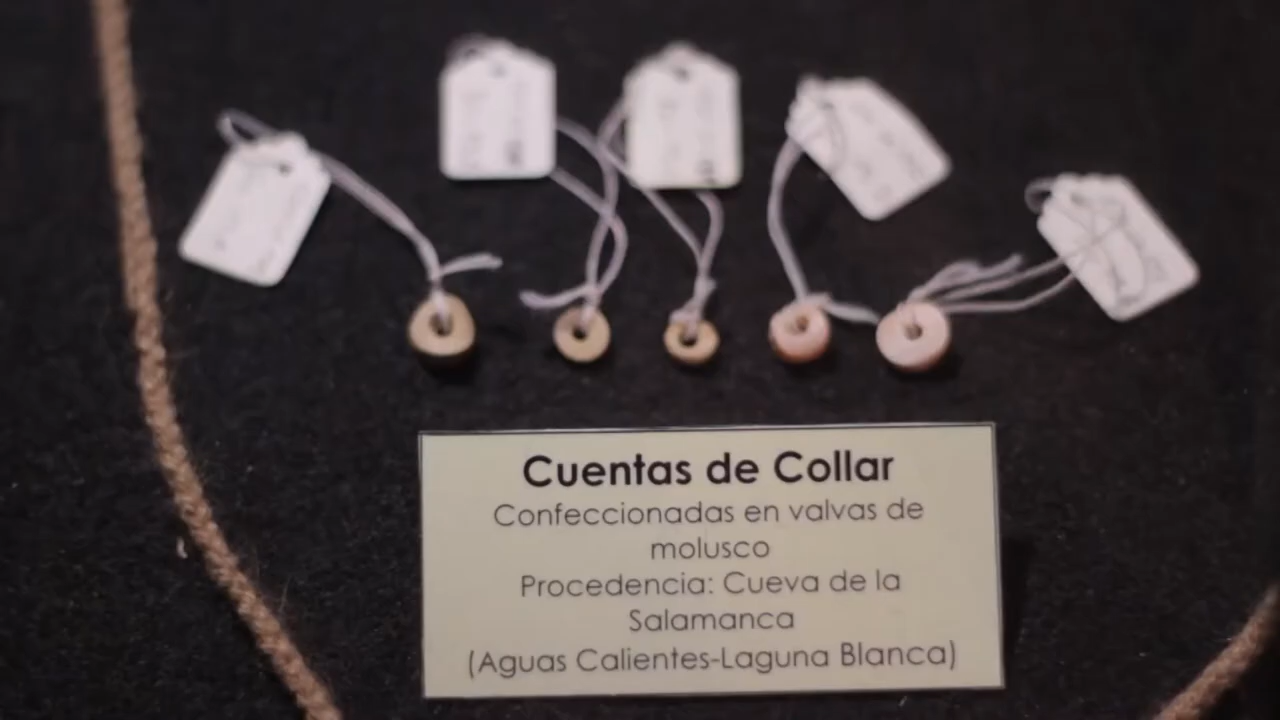 Cuentas de Collar
Confeccionadas en valvas de
molusco
Procedencia: Cueva de la
Salamanca
(Aguas Calientes-Laguna Blanca)